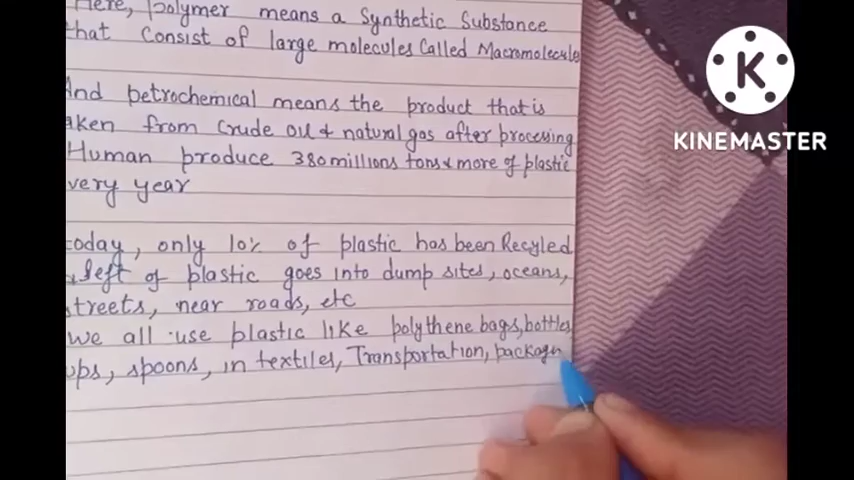 Here, polymer means a Synthetic Substance
that consist of large molecules Called Macromolecules
And petrochemical means the product that is
aken from Crude oil & natural gas after processing
Human produce 380 millions tons & more of plastic
very year
today, only 10% of plastic has been Recyled
left of plastic goes into dump sites, oceans,
streets, near roads, etc
we all use plastic like polythene bags, bottles
ups, spoons, in textiles, Transportation, packagin
K
KINEMASTER